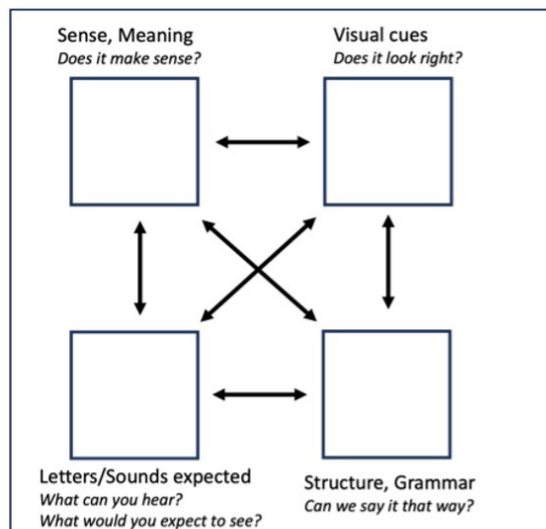 Sense, Meaning
Does it make sense?
Visual cues
Does it look right?
Letters/Sounds expected
What can you hear?
What would you expect to see?
Structure, Grammar
Can we say it that way?